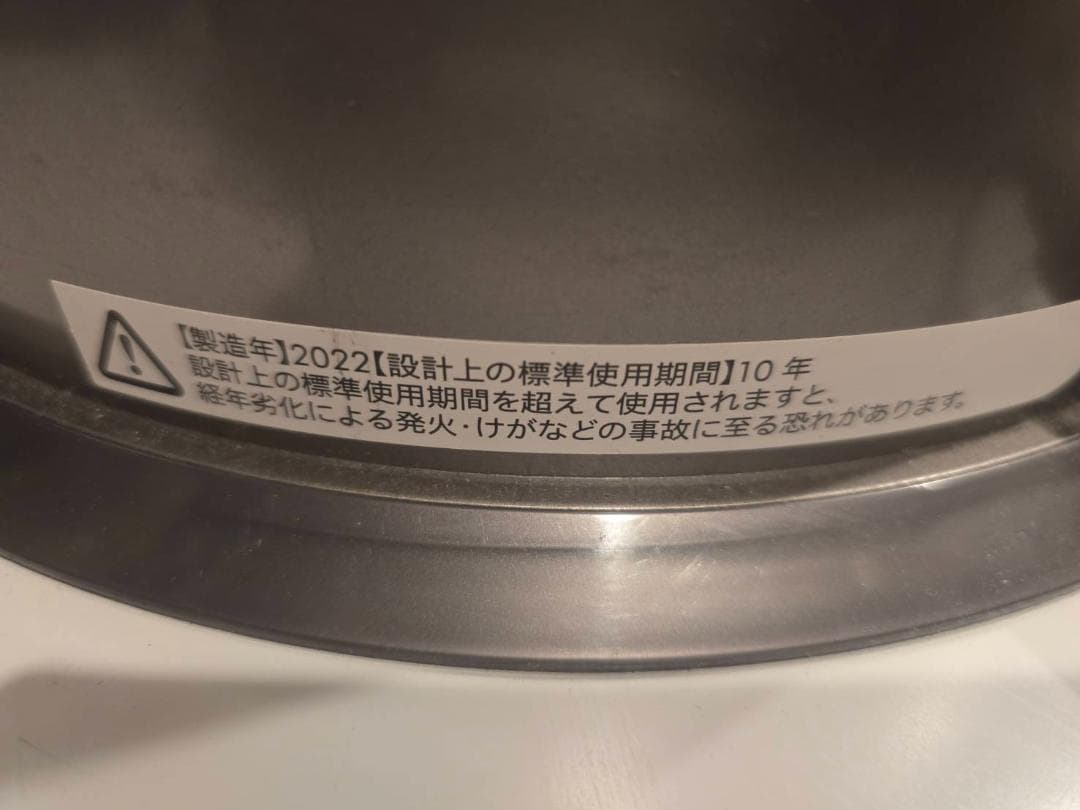 【製造年】2022【設計上の標準使用期間】10年
設計上の標準使用期間を超えて使用されますと、
経年劣化による発火・けがなどの事故に至る恐れがあります。